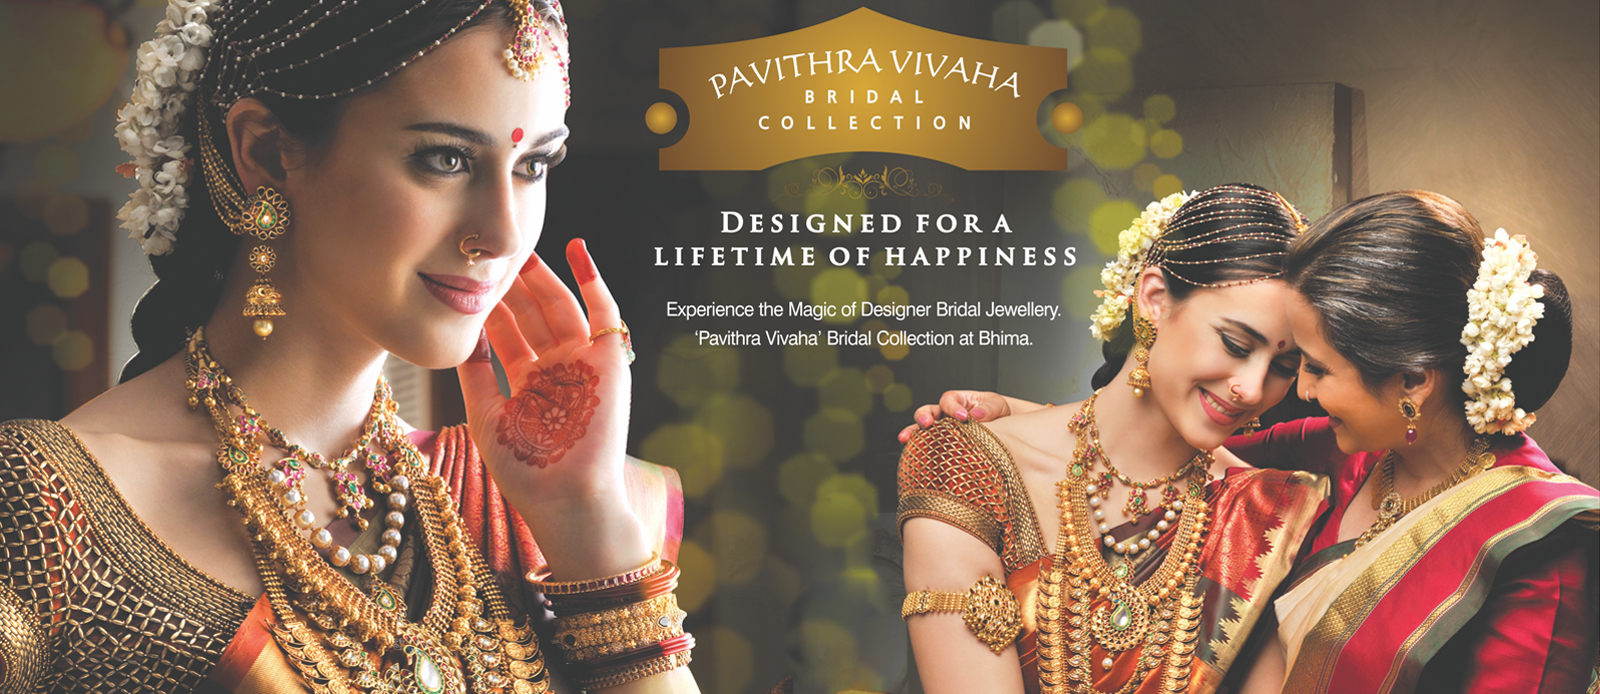 PAVITHRA VIVAHA
BRIDAL
COLLECTION
DESIGNED FOR A
LIFETIME OF HAPPINESS
Experience the Magic of Designer Bridal Jewellery.
‘Pavithra Vivaha’ Bridal Collection at Bhima.